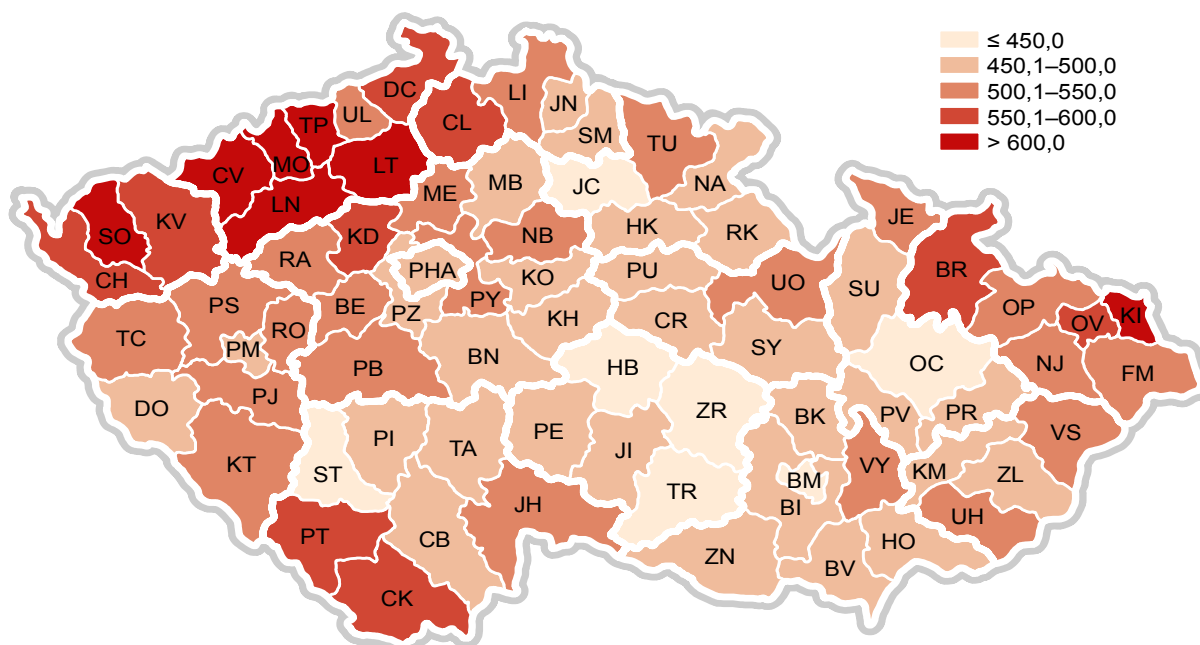 ≤ 450,0
450,1–500,0
500,1–550,0
550,1–600,0
> 600,0
DC
LI
JN
UL
TP
CL
SM
TU
MO
LT
CV
JC
NA
ME
MB
LN
KV
SO
KD
NB
HK
RK
JE
RA
PHA
KO
PU
BR
CH
PS
BE
PZ
PY
UO
SU
OP
KI
RO
KH
CR
OV
TC
PM
BN
SY
PB
HB
OC
NJ
FM
DO
PJ
ZR
BK
PV
PR
PI
TA
PE
VS
KT
ST
JI
VY
KM
ZL
TR
BM
BI
JH
UH
PT
CB
HO
ZN
BV
CK